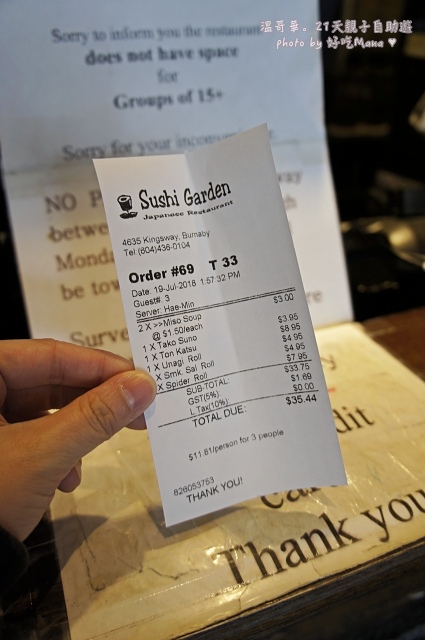 Sorry to inform you the restaurant
does not have space
for
Groups of 15+
Sorry for your
溫哥華。21天親子自助遊
photo by 好吃Mana ♥
NO
Monda
be tow
Surve
Sushi Garden
Japanese Restaurant
4635 Kingsway, Burnaby
Tel (604)436-0104
Order #69 T 33
Date: 19-Jul-2016 1:57:32 PM
Guest#: 3
Server: Hae-Min
2 X >>Miso Soup $3.00
@ $1.50/each
1 X Tako Suno $3.95
1 X Ton Katsu $8.95
1 X Unagi Roll $4.95
1 X Smk Sal Roll $4.95
X Spider Roll $7.95
SUB-TOTAL: $33.75
GST(5%): $1.69
L Tax(10%): $0.00
TOTAL DUE: $35.44
$11.81/person for 3 people
826053753
THANK YOU!
Thank you